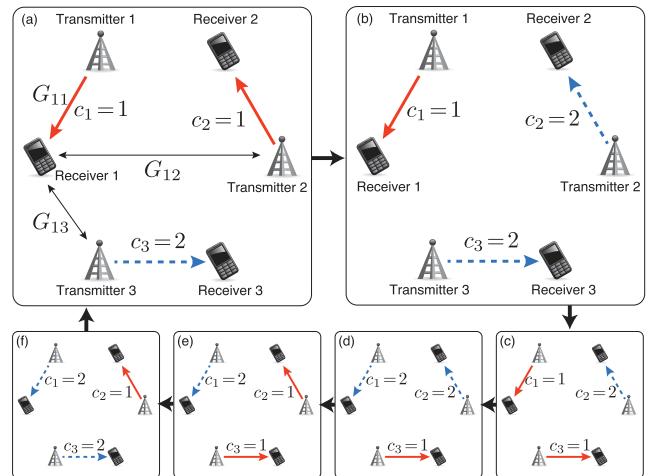 (a)
Transmitter 1
Receiver 2
G11
c1 = 1
c2 = 1
Receiver 1
G12
Transmitter 2
G13
c3 = 2
Transmitter 3
Receiver 3
(b)
Transmitter 1
Receiver 2
c1 = 1
c2 = 2
Receiver 1
Transmitter 2
c3 = 2
Transmitter 3
Receiver 3
(f)
c1 = 2
c2 = 1
c3 = 2
(e)
c1 = 2
c2 = 1
c3 = 1
(d)
c1 = 2
c2 = 2
c3 = 1
(c)
c1 = 1
c2 = 2
c3 = 1